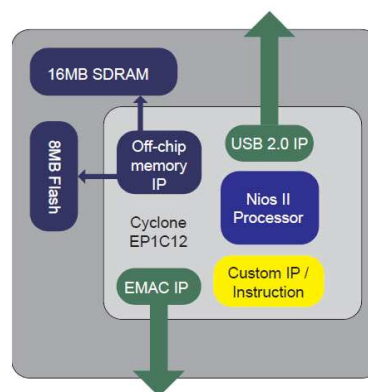 16MB SDRAM
8MB Flash
Off-chip
memory
IP
USB 2.0 IP
Nios II
Processor
Cyclone
EP1C12
EMAC IP
Custom IP /
Instruction